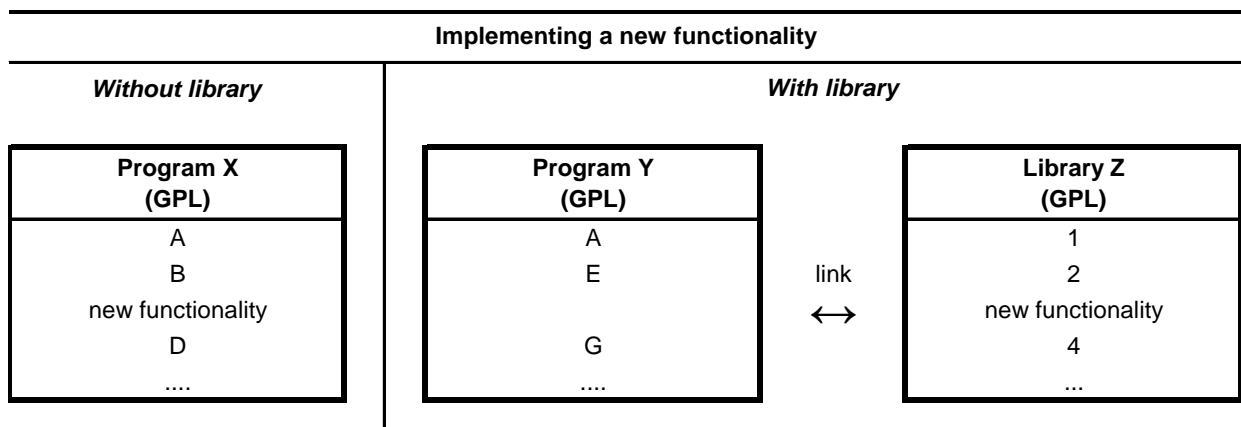 Implementing a new functionality
Without library
With library
Program X
(GPL)
A
B
new functionality
D
....
Program Y
(GPL)
A
E
G
....
link
↔
Library Z
(GPL)
1
2
new functionality
4
...